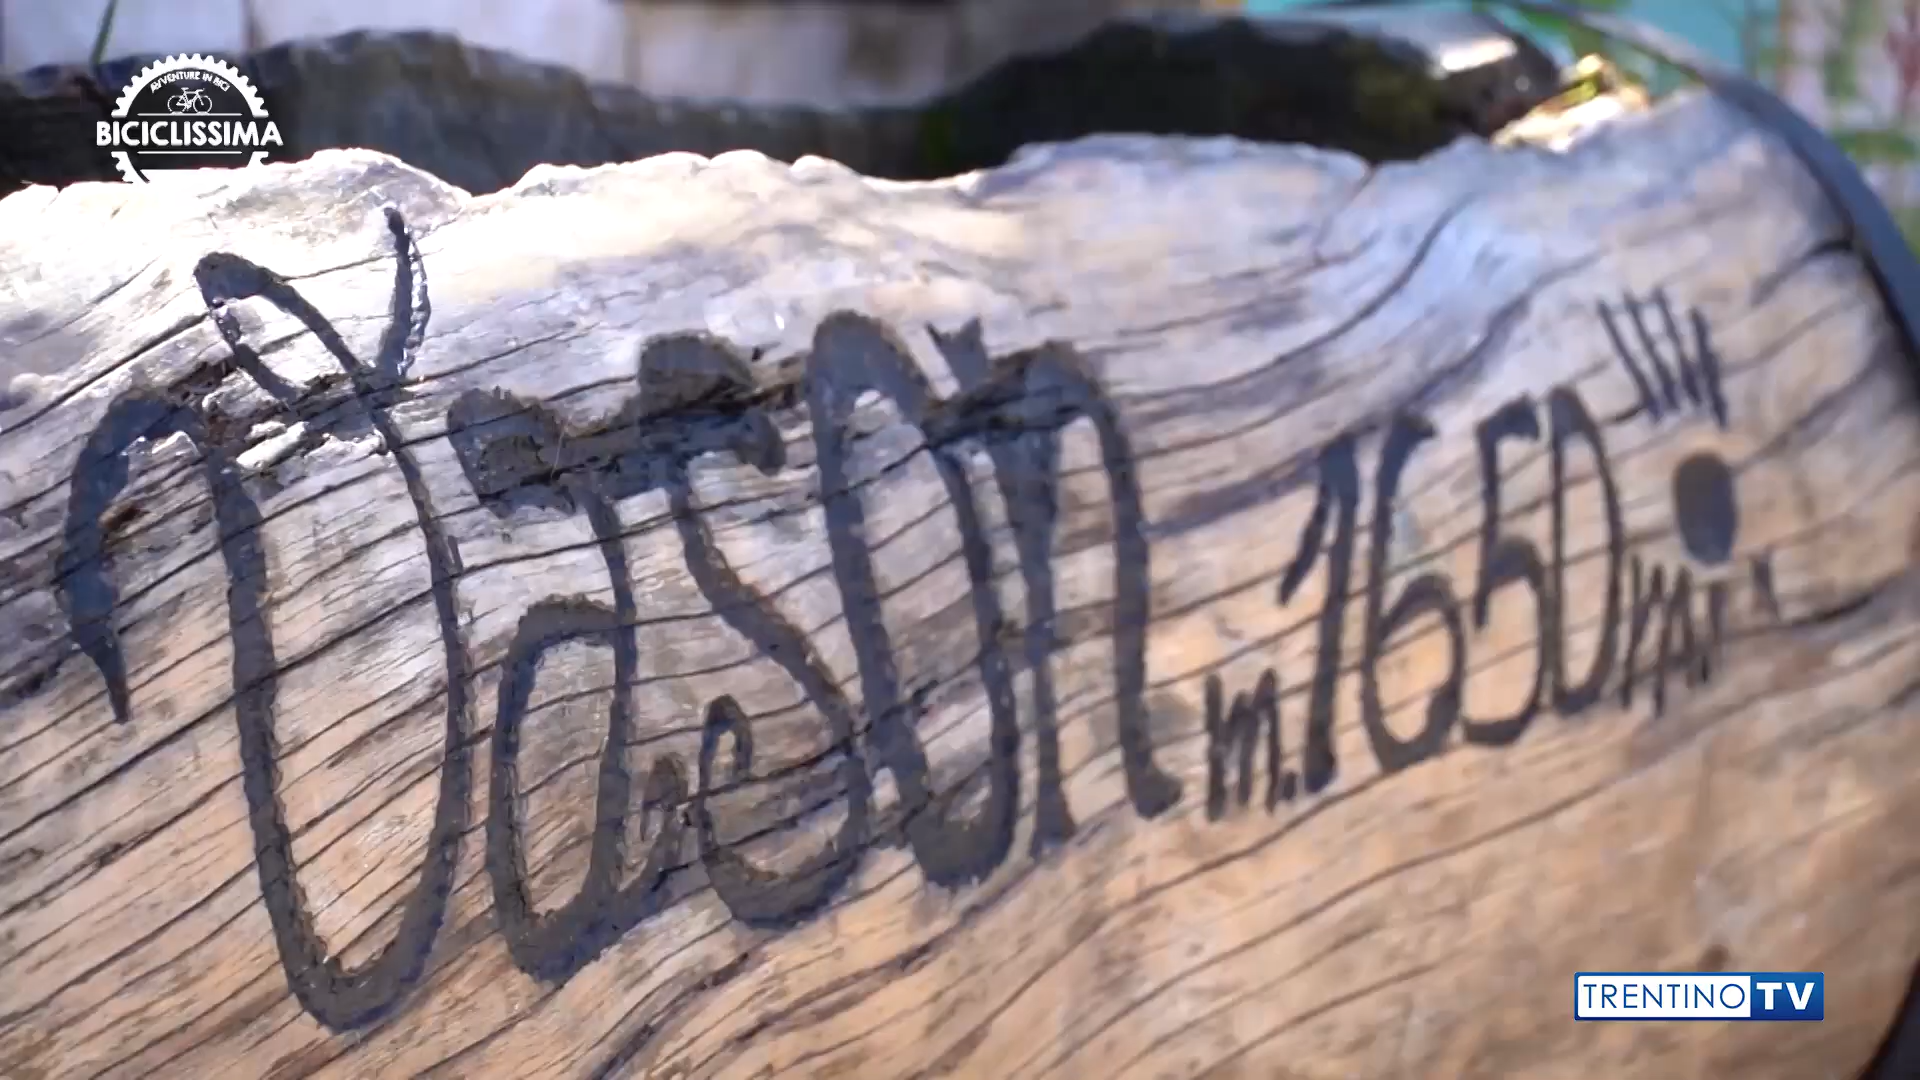 AVVENTURE IN BICI
BICICLISSIMA
Vason m.1650
TRENTINO TV